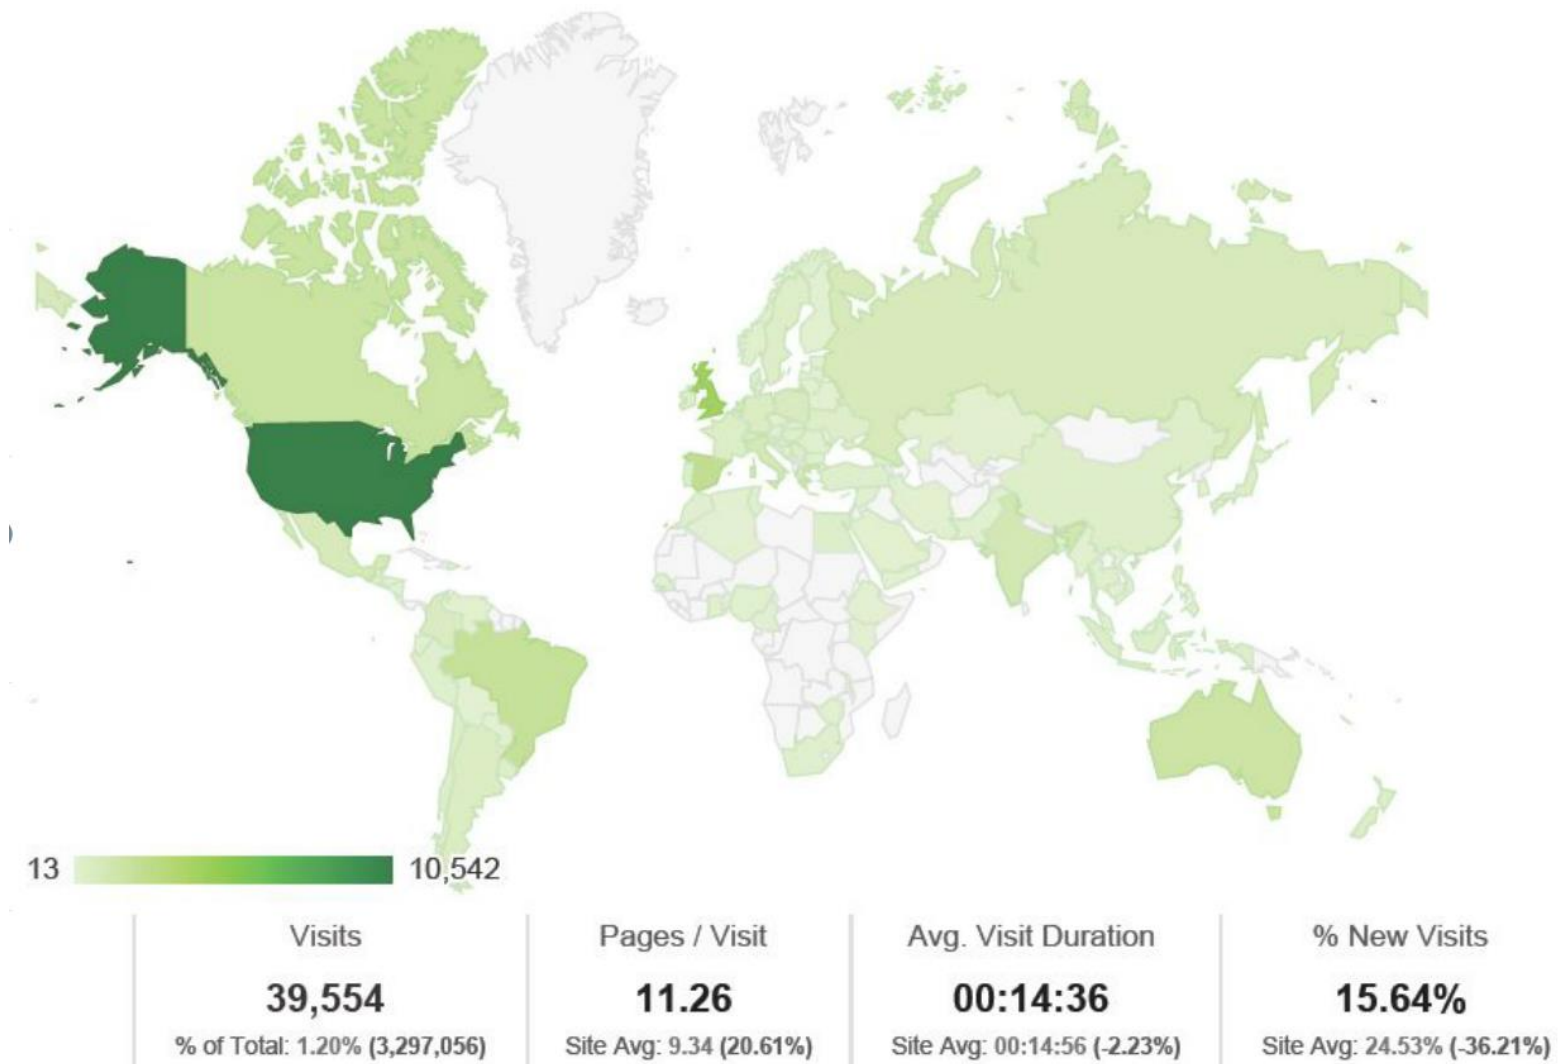 13 10,542
Visits Pages / Visit Avg. Visit Duration % New Visits
39,554 11.26 00:14:36 15.64%
% of Total: 1.20% (3,297,056) Site Avg: 9.34 (20.61%) Site Avg: 00:14:56 (-2.23%) Site Avg: 24.53% (-36.21%)